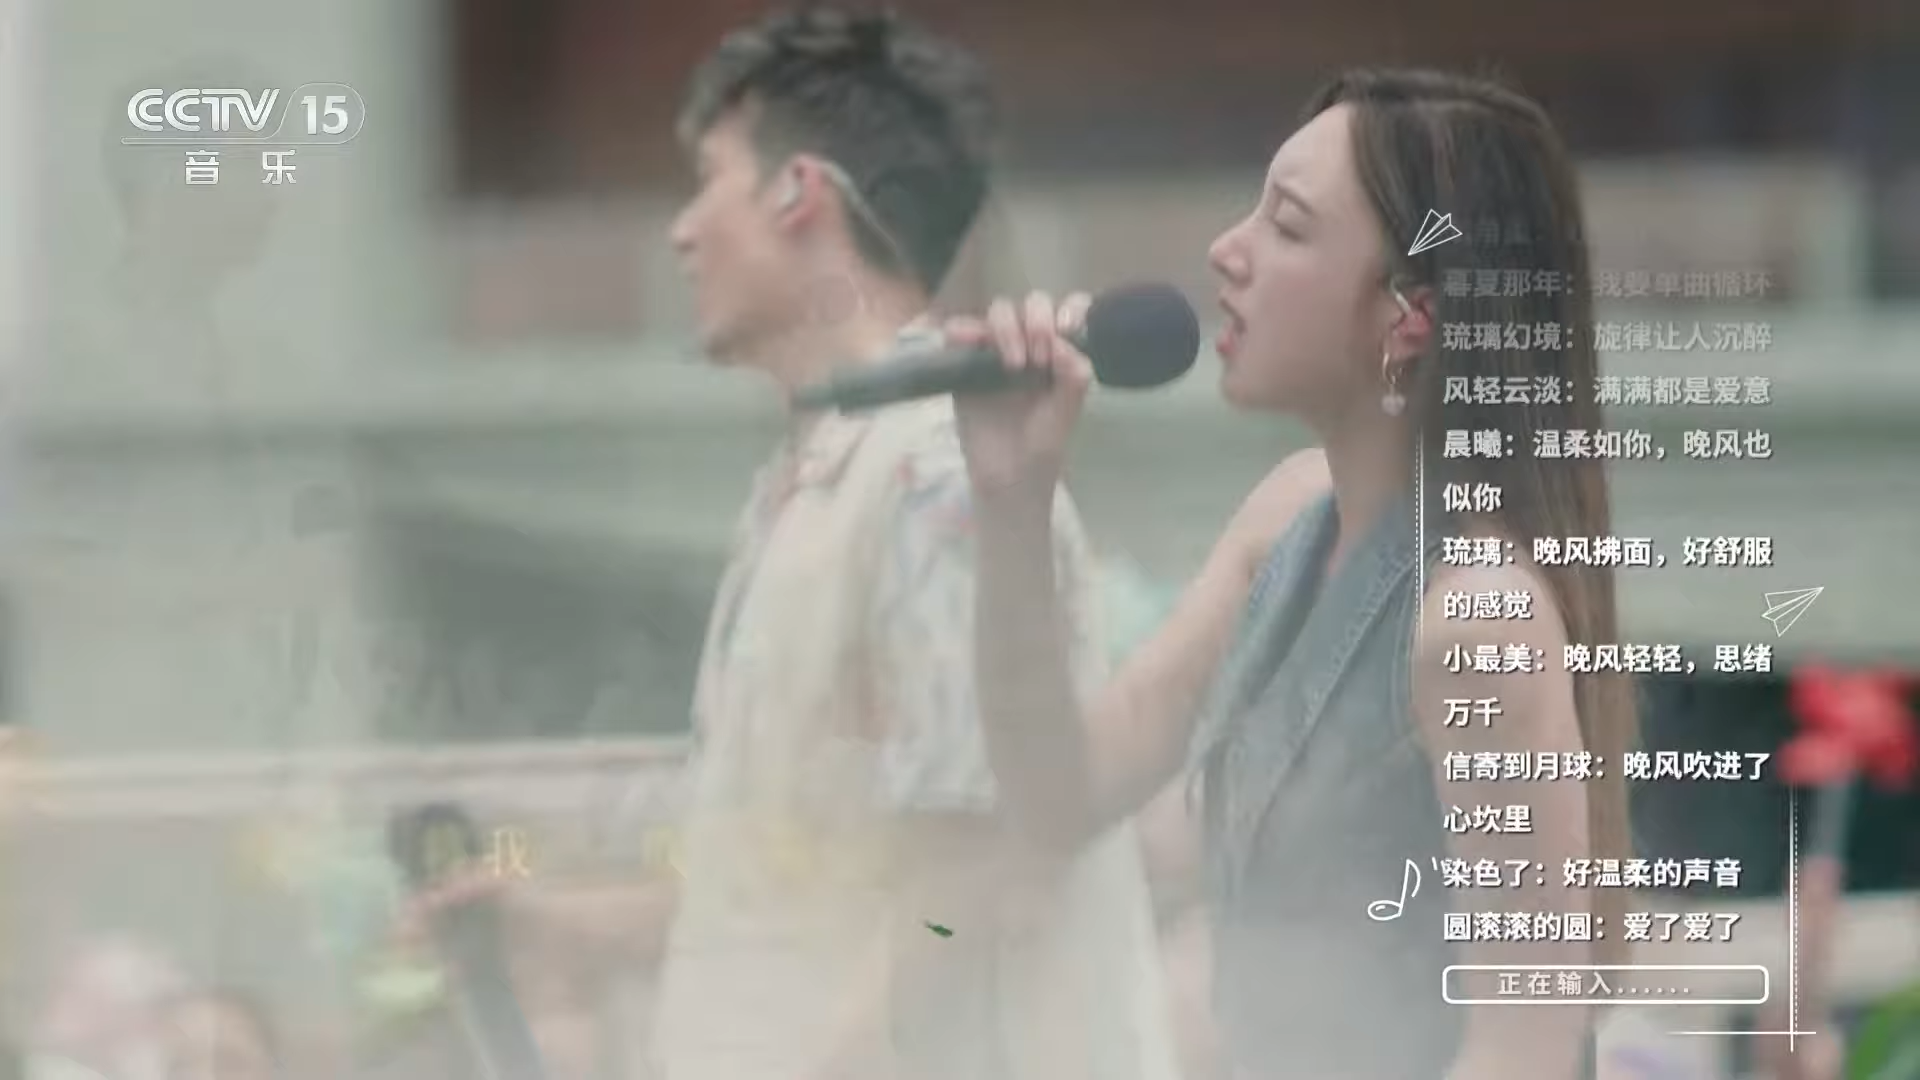 CCTV 15
音乐
暮夏那年：我要单曲循环
琉璃幻境：旋律让人沉醉
风轻云淡：满满都是爱意
晨曦：温柔如你，晚风也
似你
琉璃：晚风拂面，好舒服
的感觉
小最美：晚风轻轻，思绪
万千
信寄到月球：晚风吹进了
心坎里
染色了：好温柔的声音
我
圆滚滚的圆：爱了爱了
正在输入......